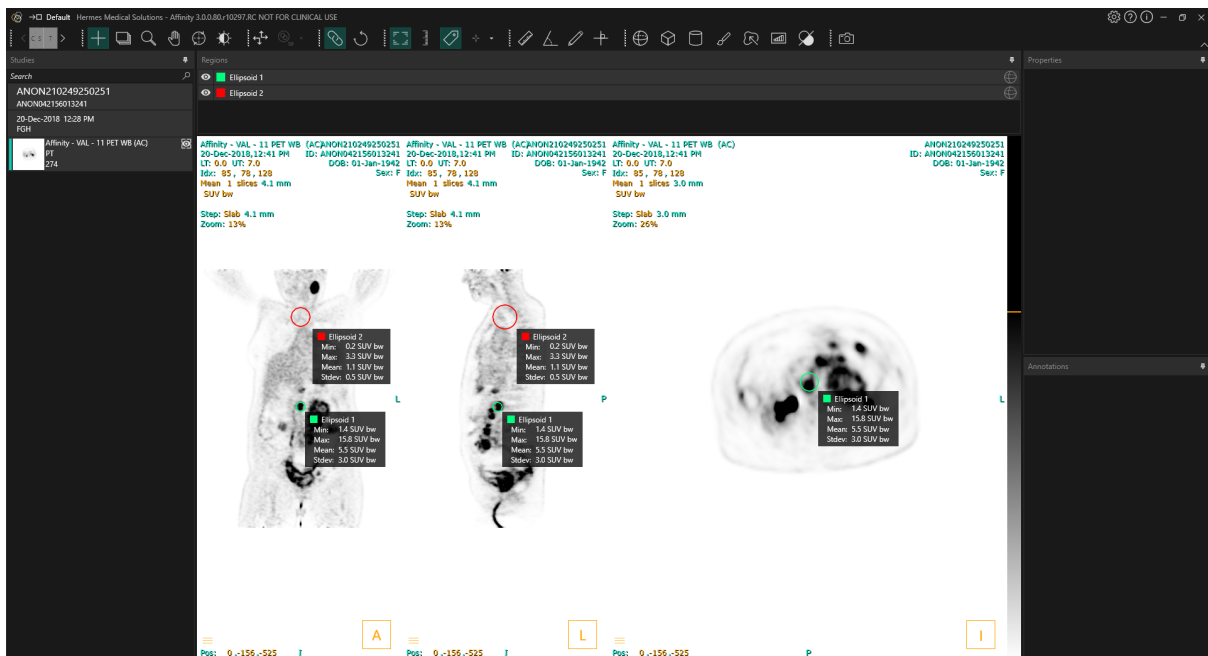 Default Hermes Medical Solutions - Affinity 3.0.0.80.r10297.RC NOT FOR CLINICAL USE
C S T
Studies
Search
ANON210249250251
ANON042156013241
20-Dec-2018 12:28 PM
FGH
Affinity - VAL - 11 PET WB (AC)
PT
274
Regions
Ellipsoid 1
Ellipsoid 2
Affinity - VAL - 11 PET WB (AC)
ANON210249250251
20-Dec-2018,12:41 PM
ID: ANON042156013241
LT: 0.0 UT: 7.0
DOB: 01-Jan-1942
Idx: 85, 78, 128
Sex: F
Mean 1 slices 4.1 mm
SUV bw
Step: Slab 4.1 mm
Zoom: 13%
Ellipsoid 2
Min: 0.2 SUV bw
Max: 3.3 SUV bw
Mean: 1.1 SUV bw
Stdev: 0.5 SUV bw
L
Ellipsoid 1
Min: 1.4 SUV bw
Max: 15.8 SUV bw
Mean: 5.5 SUV bw
Stdev: 3.0 SUV bw
A
Pos: 0,-156,-525
I
Affinity - VAL - 11 PET WB (AC)
ANON210249250251
20-Dec-2018,12:41 PM
ID: ANON042156013241
LT: 0.0 UT: 7.0
DOB: 01-Jan-1942
Idx: 85, 78, 128
Sex: F
Mean 1 slices 4.1 mm
SUV bw
Step: Slab 4.1 mm
Zoom: 13%
Ellipsoid 2
Min: 0.2 SUV bw
Max: 3.3 SUV bw
Mean: 1.1 SUV bw
Stdev: 0.5 SUV bw
P
Ellipsoid 1
Min: 1.4 SUV bw
Max: 15.8 SUV bw
Mean: 5.5 SUV bw
Stdev: 3.0 SUV bw
L
Pos: 0,-156,-525
I
Affinity - VAL - 11 PET WB (AC)
ANON210249250251
20-Dec-2018,12:41 PM
ID: ANON042156013241
LT: 0.0 UT: 7.0
DOB: 01-Jan-1942
Idx: 85, 78, 128
Sex: F
Mean 1 slices 3.0 mm
SUV bw
Step: Slab 3.0 mm
Zoom: 26%
L
Ellipsoid 1
Min: 1.4 SUV bw
Max: 15.8 SUV bw
Mean: 5.5 SUV bw
Stdev: 3.0 SUV bw
I
Pos: 0,-156,-525
P
Properties
Annotations